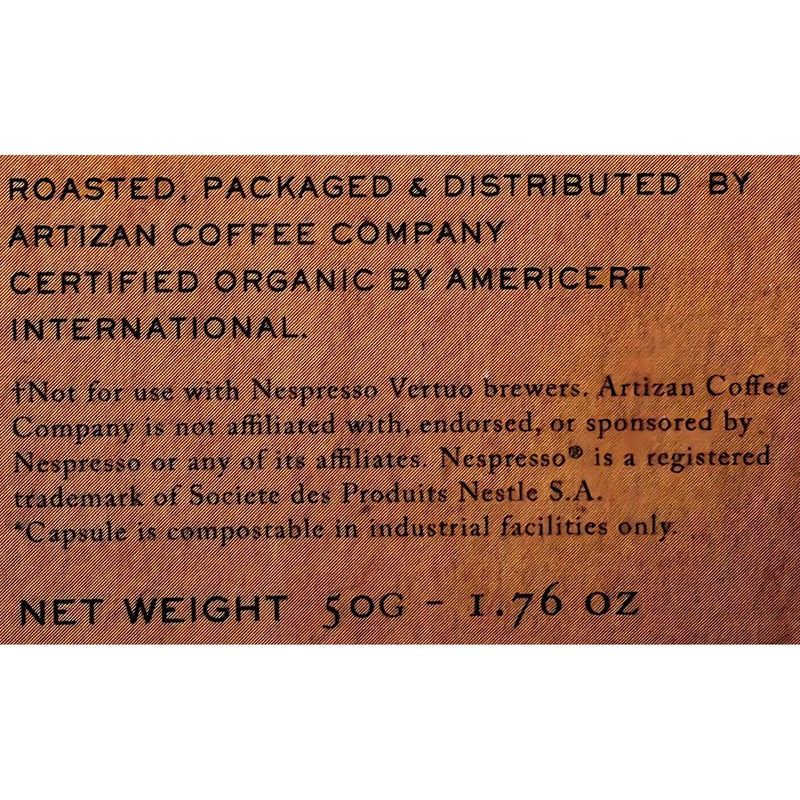 ROASTED, PACKAGED & DISTRIBUTED BY
ARTIZAN COFFEE COMPANY
CERTIFIED ORGANIC BY AMERICERT
INTERNATIONAL.
†Not for use with Nespresso Vertuo brewers. Artizan Coffee
Company is not affiliated with, endorsed, or sponsored by
Nespresso or any of its affiliates. Nespresso® is a registered
trademark of Societe des Produits Nestle S.A.
*Capsule is compostable in industrial facilities only.
NET WEIGHT 50G - 1.76 OZ